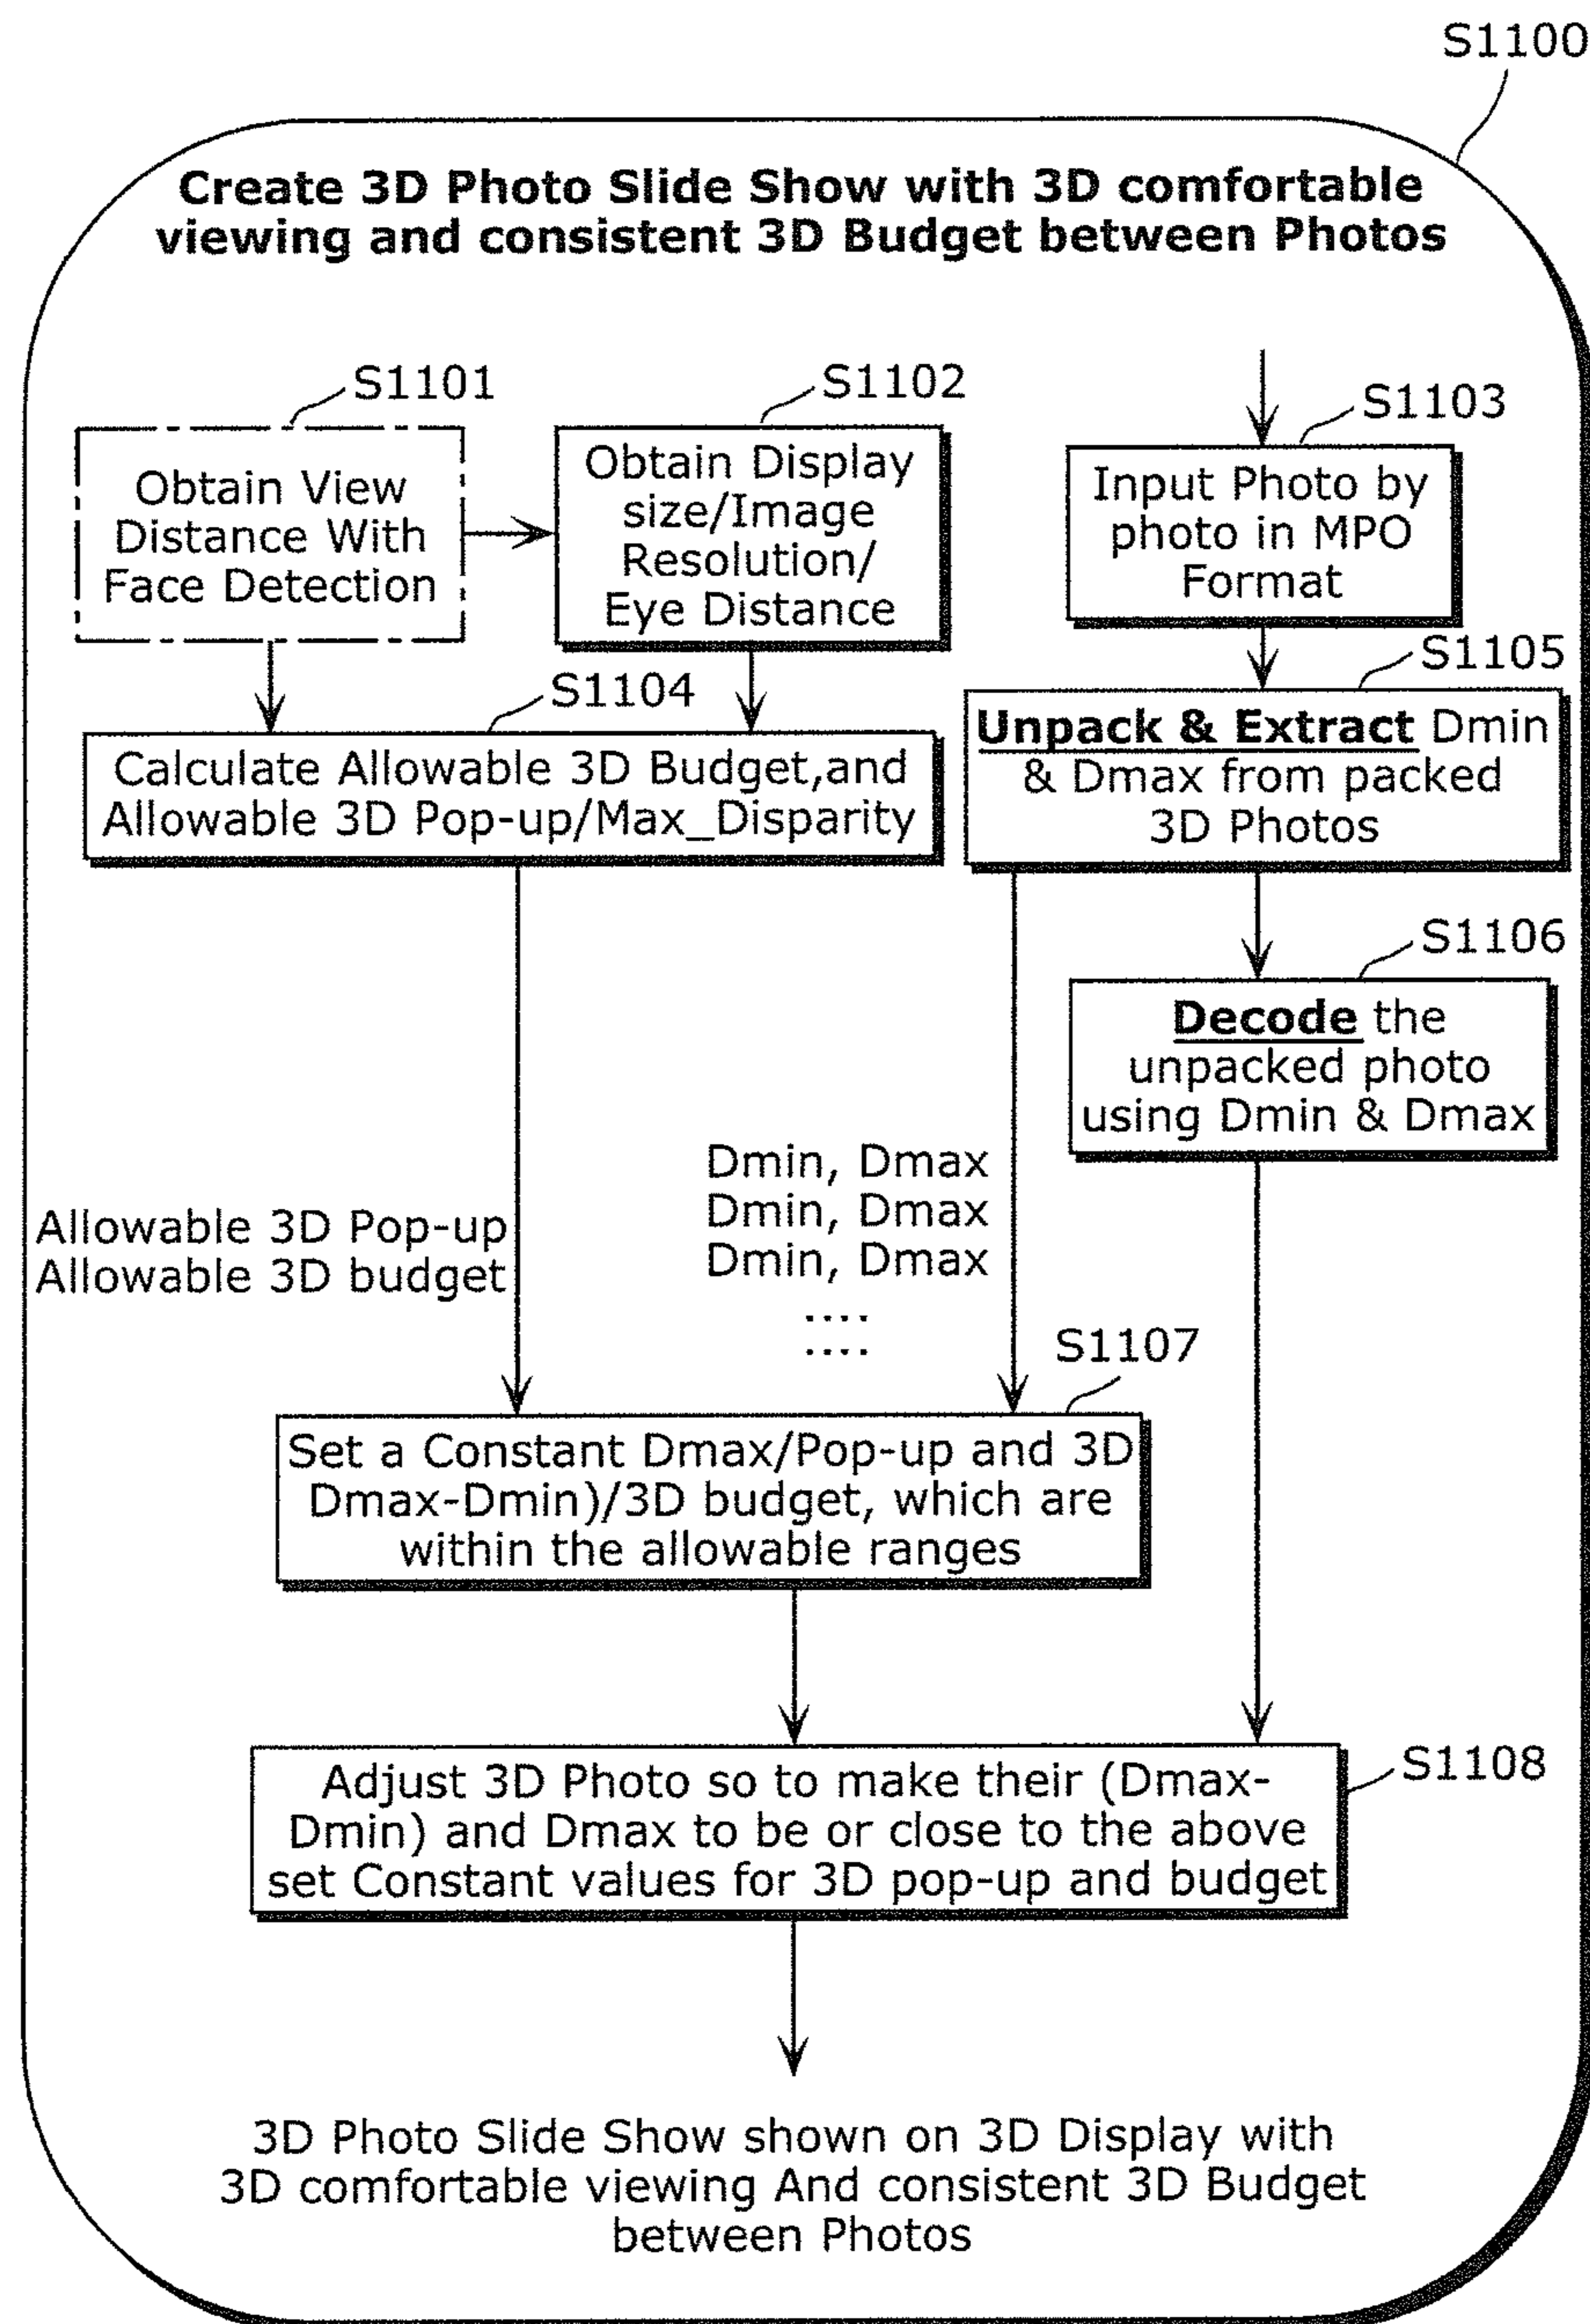 S1100
Create 3D Photo Slide Show with 3D comfortable
viewing and consistent 3D Budget between Photos
S1101
Obtain View
Distance With
Face Detection
S1102
Obtain Display
size/Image
Resolution/
Eye Distance
S1103
Input Photo by
photo in MPO
Format
S1104
Calculate Allowable 3D Budget,and
Allowable 3D Pop-up/Max_Disparity
S1105
Unpack & Extract Dmin
& Dmax from packed
3D Photos
S1106
Decode the
unpacked photo
using Dmin & Dmax
Allowable 3D Pop-up
Allowable 3D budget
Dmin, Dmax
Dmin, Dmax
Dmin, Dmax
....
....
S1107
Set a Constant Dmax/Pop-up and 3D
Dmax-Dmin)/3D budget, which are
within the allowable ranges
S1108
Adjust 3D Photo so to make their (Dmax-
Dmin) and Dmax to be or close to the above
set Constant values for 3D pop-up and budget
3D Photo Slide Show shown on 3D Display with
3D comfortable viewing And consistent 3D Budget
between Photos